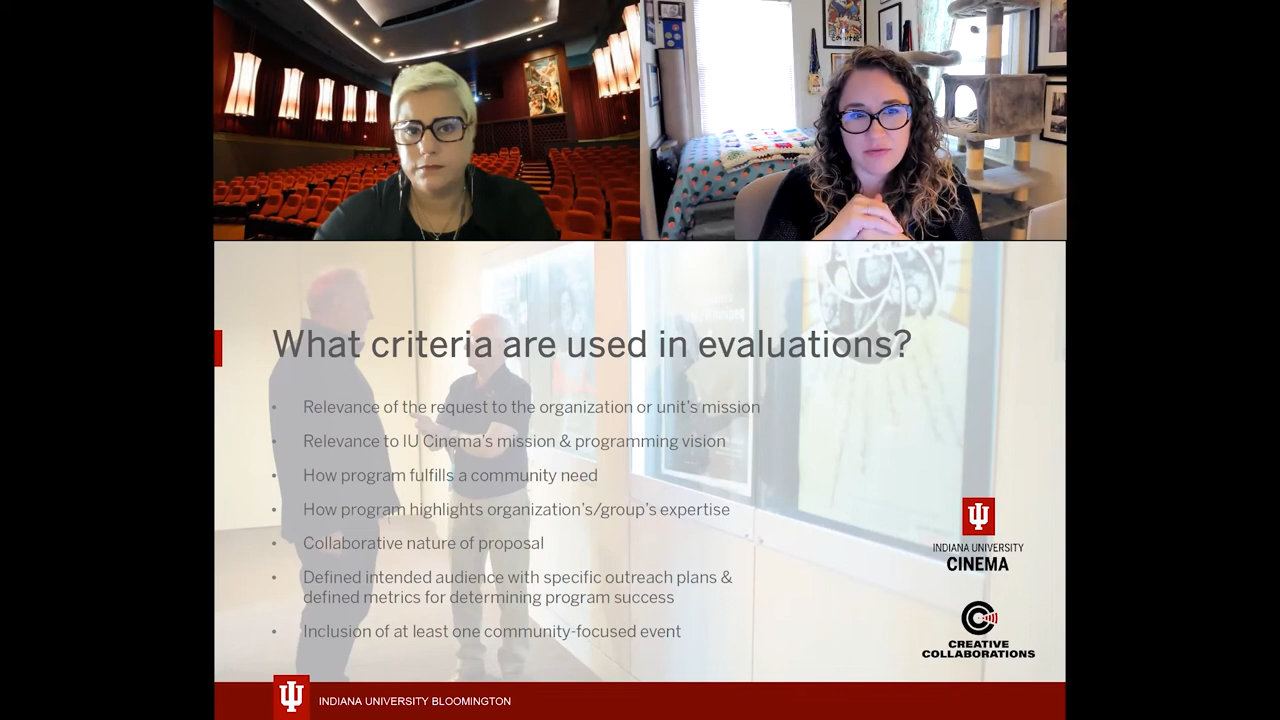 What criteria are used in evaluations?
• Relevance of the request to the organization or unit's mission
• Relevance to IU Cinema's mission & programming vision
• How program fulfills a community need
• How program highlights organization's/group's expertise
• Collaborative nature of proposal
• Defined intended audience with specific outreach plans &
defined metrics for determining program success
• Inclusion of at least one community-focused event
INDIANA UNIVERSITY
CINEMA
CREATIVE
COLLABORATIONS
INDIANA UNIVERSITY BLOOMINGTON